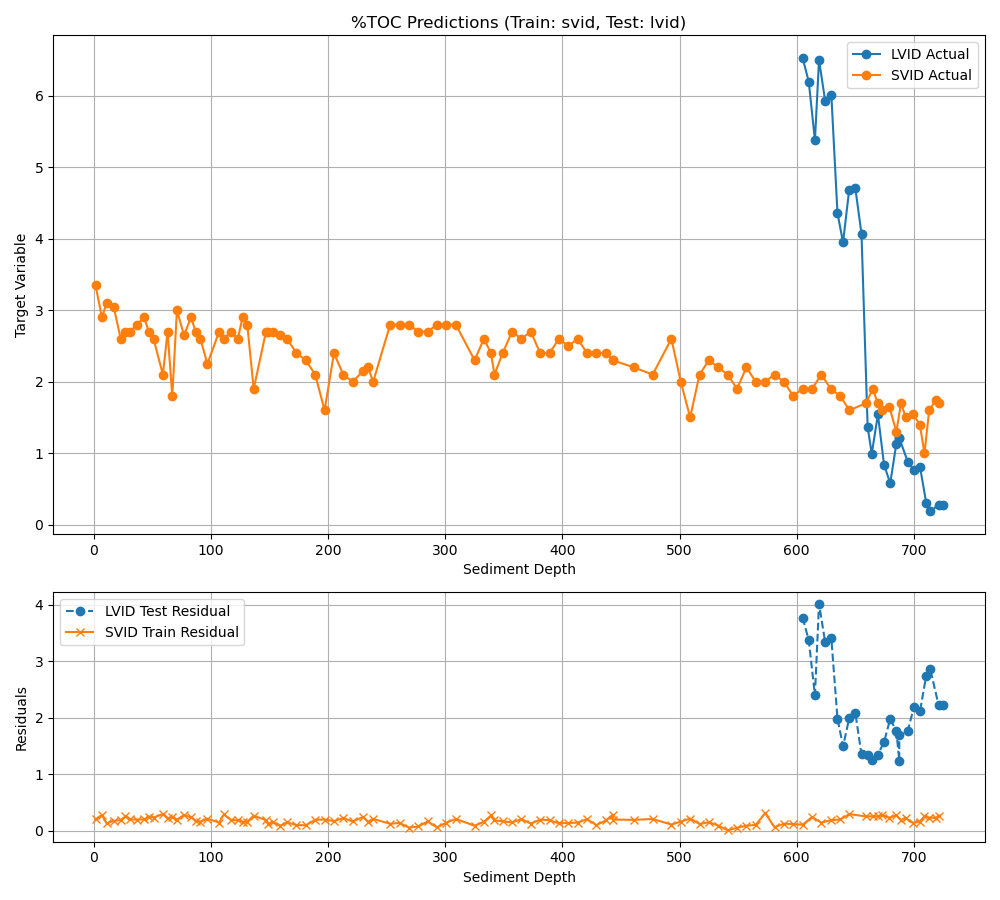 %TOC Predictions (Train: svid, Test: lvid)
LVID Actual
SVID Actual
Target Variable
6
5
4
3
2
1
0
0 100 200 300 400 500 600 700
Sediment Depth
LVID Test Residual
SVID Train Residual
Residuals
4
3
2
1
0
0 100 200 300 400 500 600 700
Sediment Depth